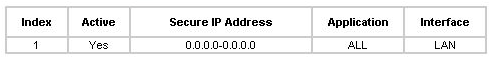 Index Active Secure IP Address Application Interface
1 Yes 0.0.0.0-0.0.0.0 ALL LAN